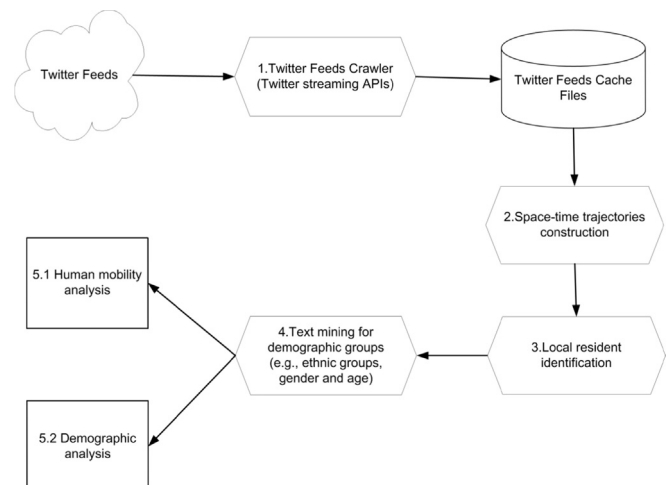 Twitter Feeds
1.Twitter Feeds Crawler
(Twitter streaming APIs)
Twitter Feeds Cache
Files
2.Space-time trajectories
construction
3.Local resident
identification
4.Text mining for
demographic groups
(e.g., ethnic groups,
gender and age)
5.1 Human mobility
analysis
5.2 Demographic
analysis